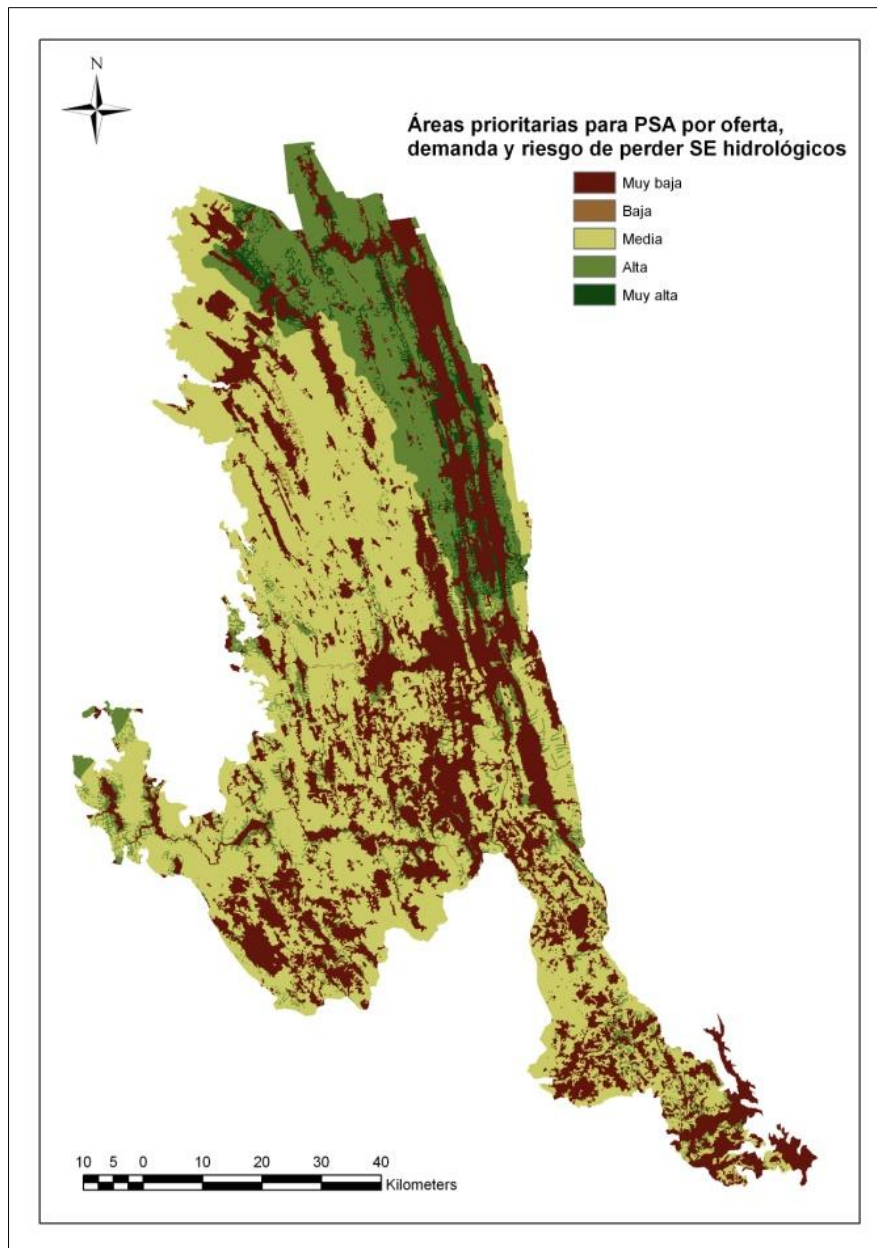 N
Áreas prioritarias para PSA por oferta,
demanda y riesgo de perder SE hidrológicos
Muy baja
Baja
Media
Alta
Muy alta
10 5 0 10 20 30 40
Kilometers